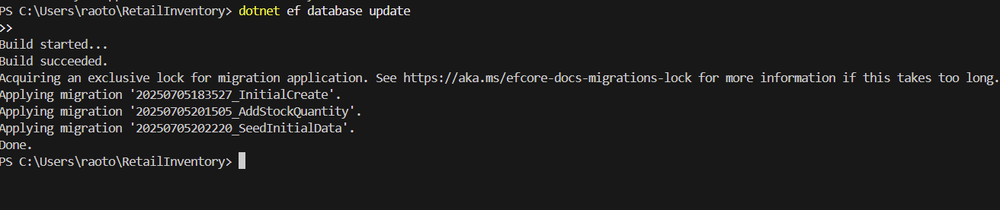 PS C:\Users\raoto\RetailInventory> dotnet ef database update
>>
Build started...
Build succeeded.
Acquiring an exclusive lock for migration application. See https://aka.ms/efcore-docs-migrations-lock for more information if this takes too long.
Applying migration '20250705183527_InitialCreate'.
Applying migration '20250705201505_AddStockQuantity'.
Applying migration '20250705202220_SeedInitialData'.
Done.
PS C:\Users\raoto\RetailInventory>